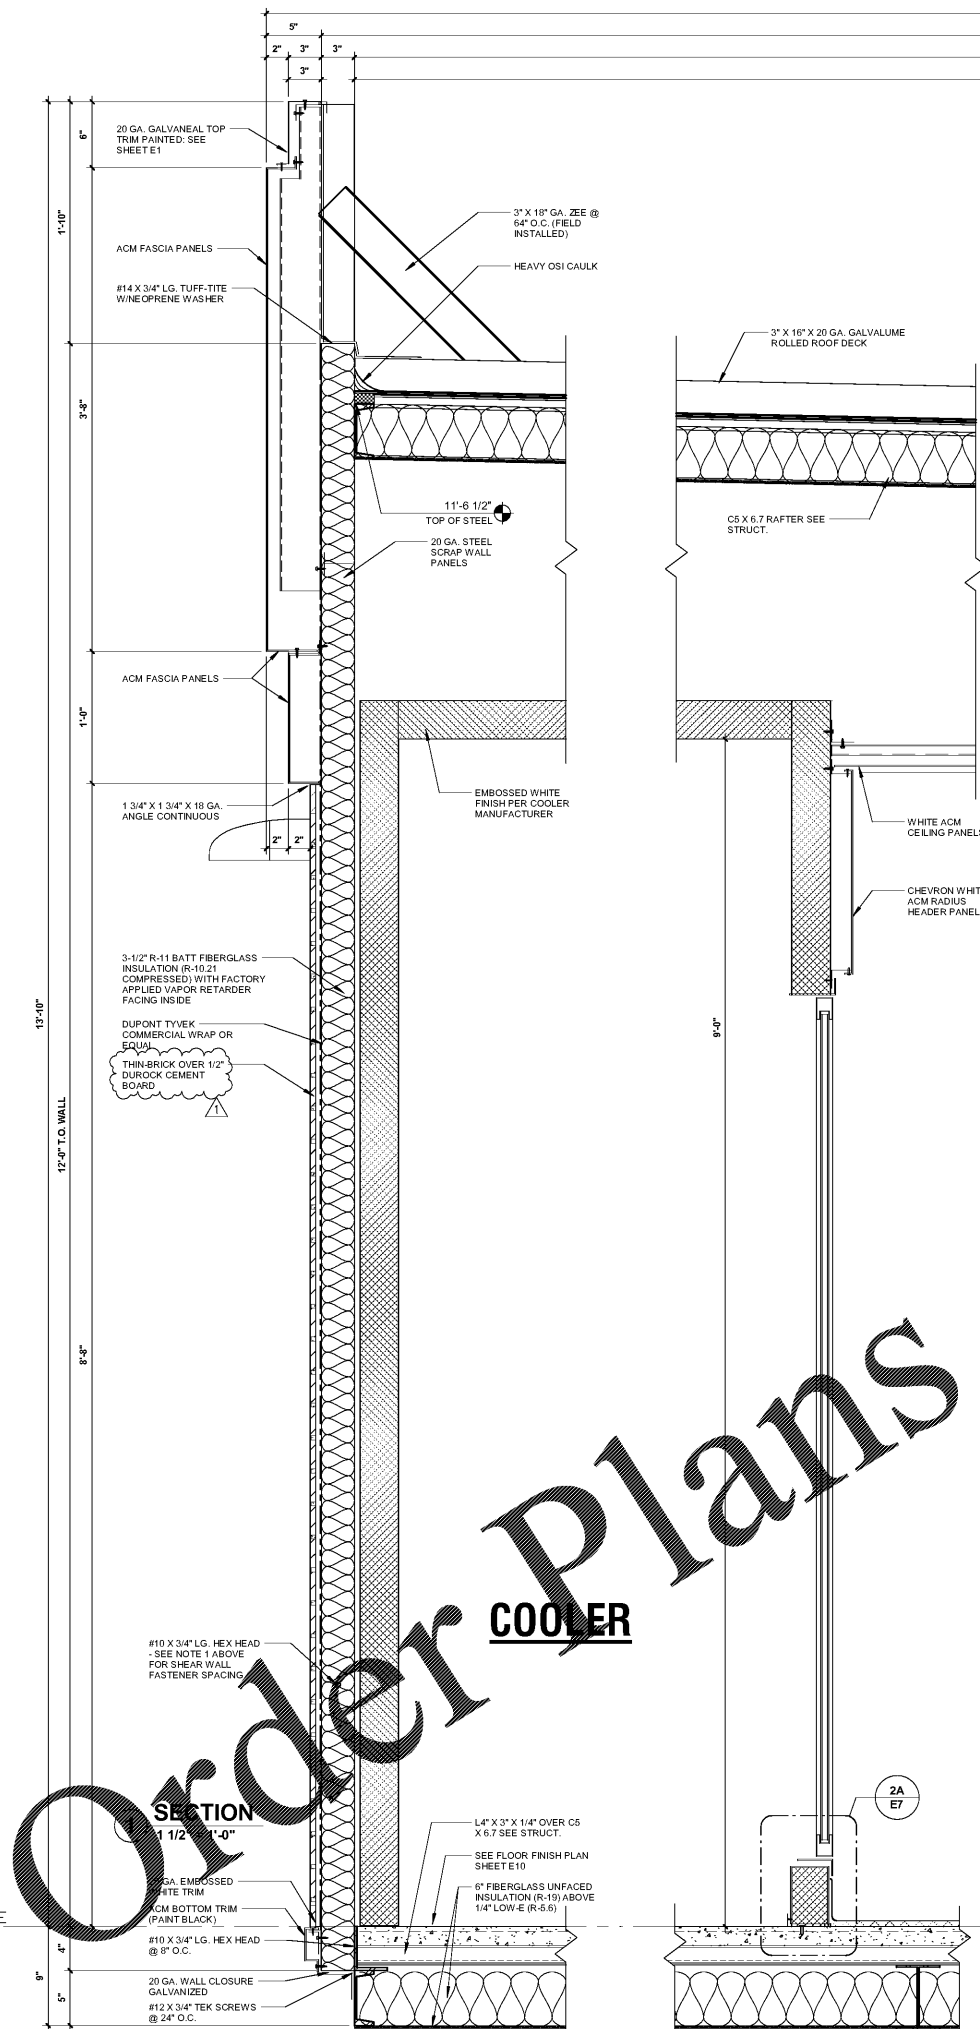 5"
2"
3"
3"
3"
20 GA. GALVANEAL TOP
TRIM PAINTED: SEE
SHEET E1
6"
1'-10"
ACM FASCIA PANELS
#14 X 3/4" LG. TUFF-TITE
W/NEOPRENE WASHER
3" X 18" GA. ZEE @
64" O.C. (FIELD
INSTALLED)
HEAVY OSI CAULK
3" X 16" X 20 GA. GALVALUME
ROLLED ROOF DECK
3'-8"
11'-6 1/2"
TOP OF STEEL
C5 X 6.7 RAFTER SEE
STRUCT.
20 GA. STEEL
SCRAP WALL
PANELS
ACM FASCIA PANELS
1'-0"
1 3/4" X 1 3/4" X 18 GA.
ANGLE CONTINUOUS
2"
2"
EMBOSSED WHITE
FINISH PER COOLER
MANUFACTURER
WHITE ACM
CEILING PANELS
CHEVRON WHIT
ACM RADIUS
HEADER PANEL
3-1/2" R-11 BATT FIBERGLASS
INSULATION (R-10.21
COMPRESSED) WITH FACTORY
APPLIED VAPOR RETARDER
FACING INSIDE
13'-10"
9'-0"
DUPONT TYVEK
COMMERCIAL WRAP OR
EQUAL
THIN-BRICK OVER 1/2"
DUROCK CEMENT
BOARD
1
12'-0" T.O. WALL
8'-8"
Order Plans
COOLER
#10 X 3/4" LG. HEX HEAD
- SEE NOTE 1 ABOVE
FOR SHEAR WALL
FASTENER SPACING
2A
E7
1
SECTION
1 1/2" = 1'-0"
L4" X 3" X 1/4" OVER C5
X 6.7 SEE STRUCT.
SEE FLOOR FINISH PLAN
SHEET E10
6" FIBERGLASS UNFACED
INSULATION (R-19) ABOVE
1/4" LOW-E (R-5.6)
GA. EMBOSSED
WHITE TRIM
ACM BOTTOM TRIM
(PAINT BLACK)
#10 X 3/4" LG. HEX HEAD
@ 8" O.C.
4"
9"
5"
20 GA. WALL CLOSURE
GALVANIZED
#12 X 3/4" TEK SCREWS
@ 24" O.C.